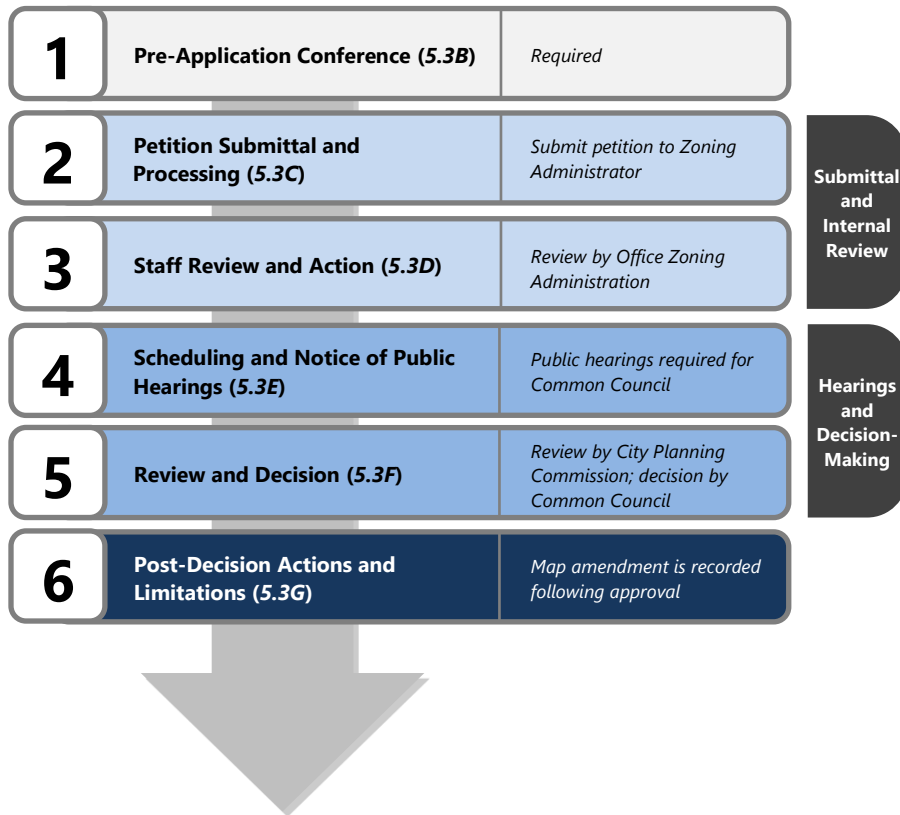 1
Pre-Application Conference (5.3B)
Required
2
Petition Submittal and
Processing (5.3C)
Submit petition to Zoning
Administrator
3
Staff Review and Action (5.3D)
Review by Office Zoning
Administration
Submittal
and
Internal
Review
4
Scheduling and Notice of Public
Hearings (5.3E)
Public hearings required for
Common Council
5
Review and Decision (5.3F)
Review by City Planning
Commission; decision by
Common Council
Hearings
and
Decision-
Making
6
Post-Decision Actions and
Limitations (5.3G)
Map amendment is recorded
following approval